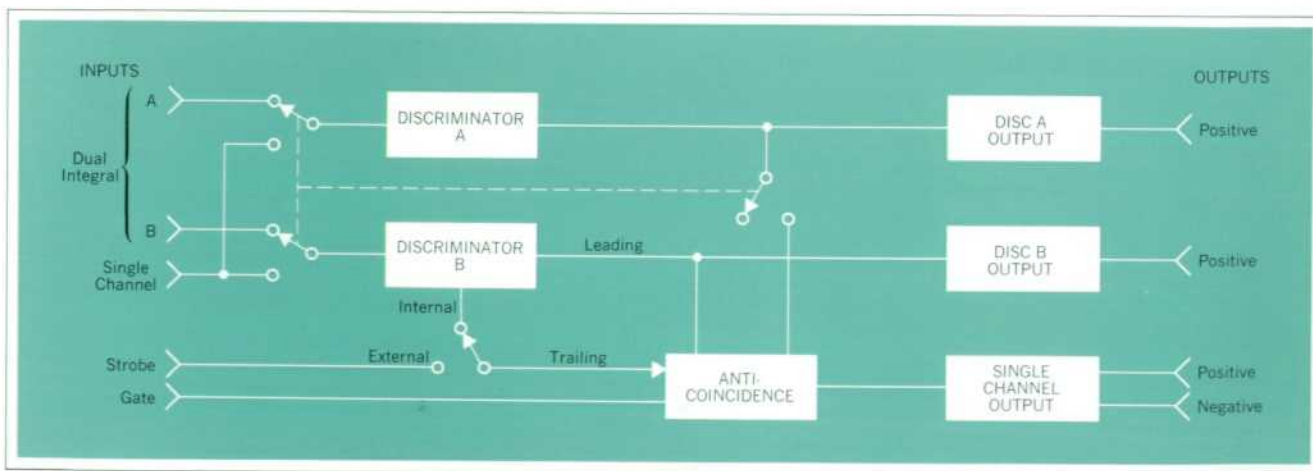 INPUTS
OUTPUTS
A
Dual
Integral
B
Single
Channel
Strobe
Gate
DISCRIMINATOR
A
DISCRIMINATOR
B
Leading
Internal
External
Trailing
ANTI-
COINCIDENCE
DISC A
OUTPUT
Positive
DISC B
OUTPUT
Positive
SINGLE
CHANNEL
OUTPUT
Positive
Negative